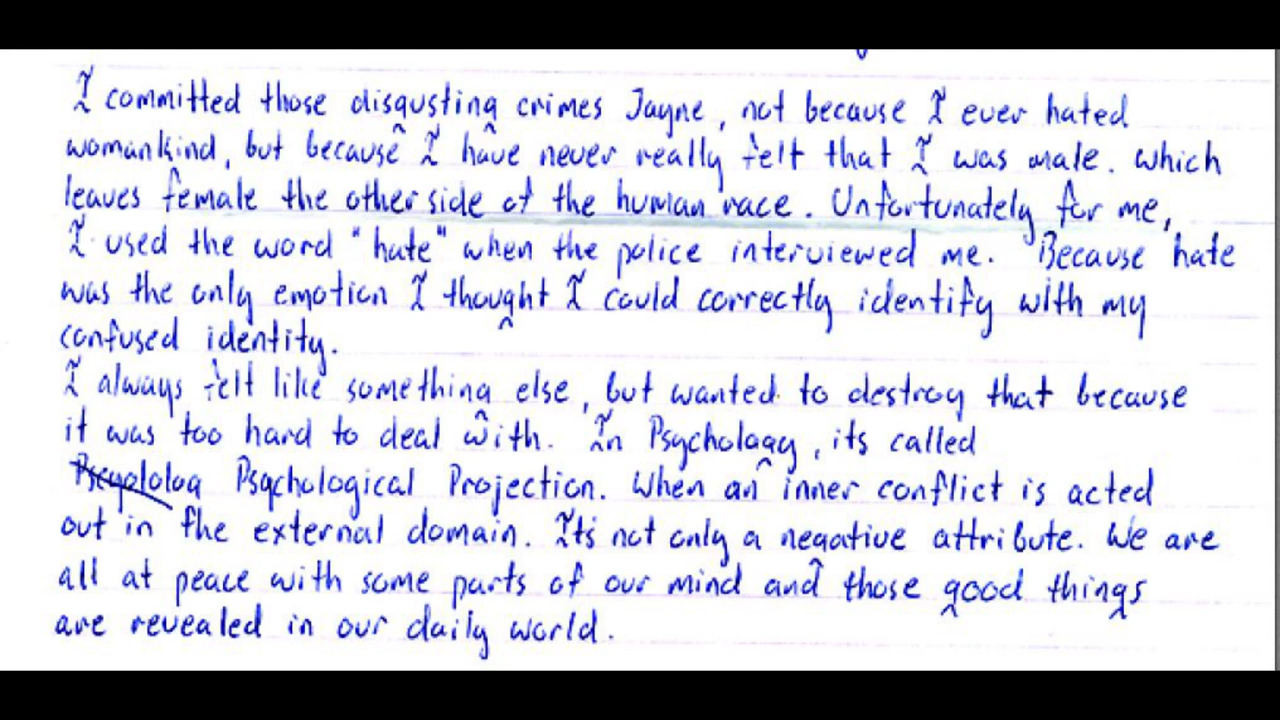 I committed those disgusting crimes Jayne, not because I ever hated
womankind, but because I have never really felt that I was male. which
leaves female the other side of the human race. Unfortunately for me,
I used the word "hate" when the police interviewed me. Because hate
was the only emotion I thought I could correctly identify with my
confused identity.
I always felt like something else, but wanted to destroy that because
it was too hard to deal with. In Psychology, its called
Psychological Projection. When an inner conflict is acted
out in the external domain. It's not only a negative attribute. We are
all at peace with some parts of our mind and those good things
are revealed in our daily world.